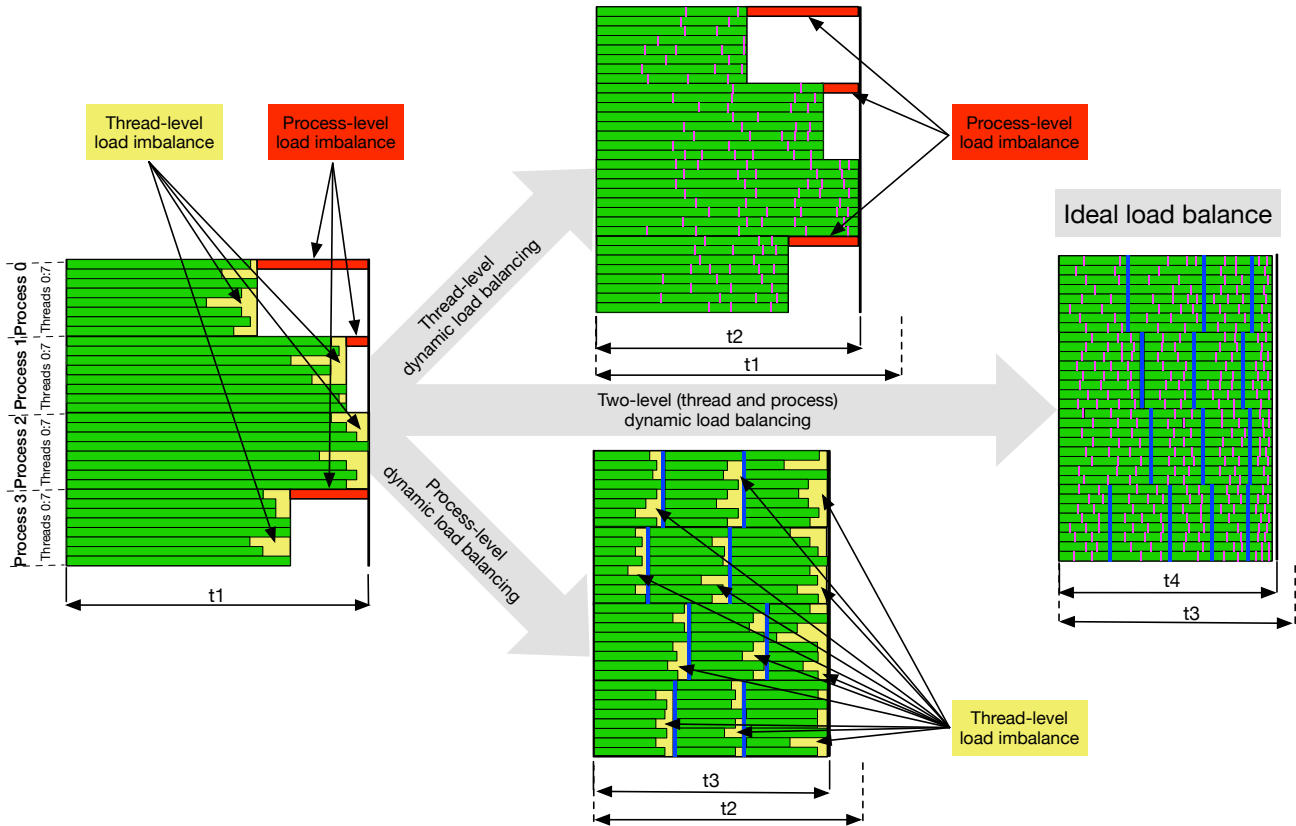 Thread-level
load imbalance
Process-level
load imbalance
Process 0
Threads 0:7
Process 1
Threads 0:7
Process 2
Threads 0:7
Process 3
Threads 0:7
t1
Thread-level
dynamic load balancing
Two-level (thread and process)
dynamic load balancing
Process-level
dynamic load balancing
t2
t1
Process-level
load imbalance
t3
t2
Thread-level
load imbalance
Ideal load balance
t4
t3